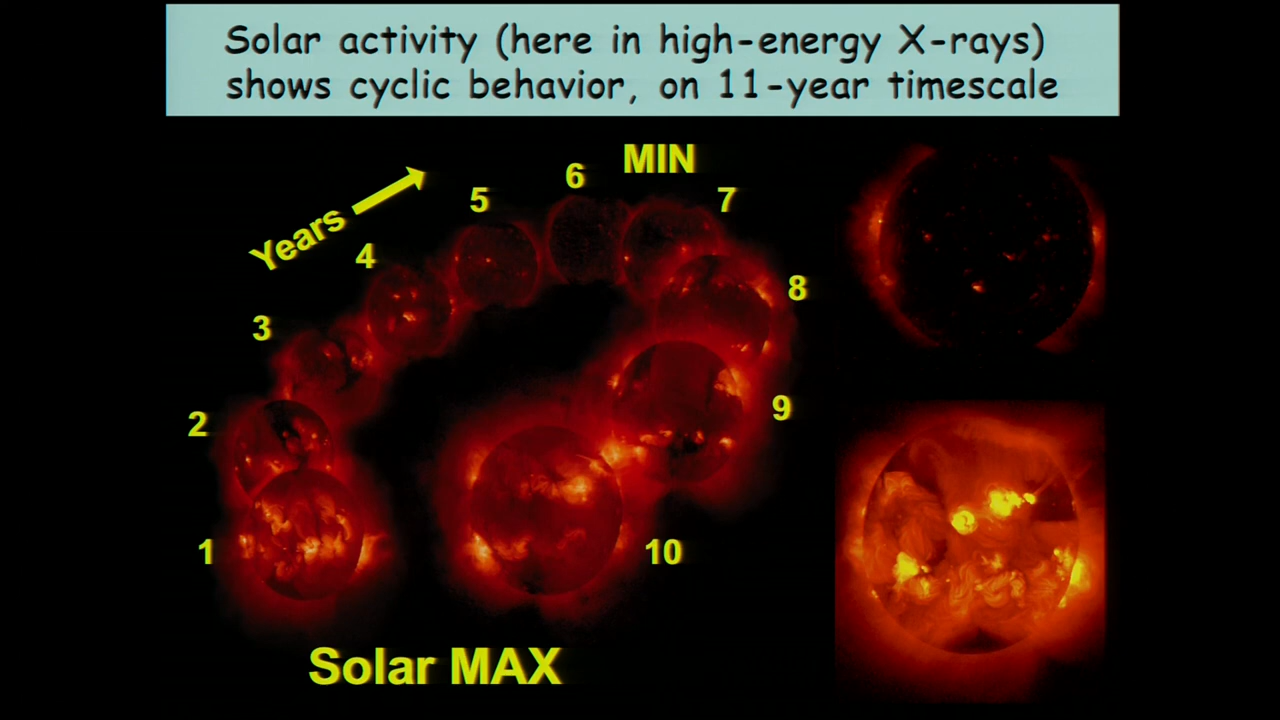 Solar activity (here in high-energy X-rays)
shows cyclic behavior, on 11-year timescale
MIN
Years
1
2
3
4
5
6
7
8
9
10
Solar MAX